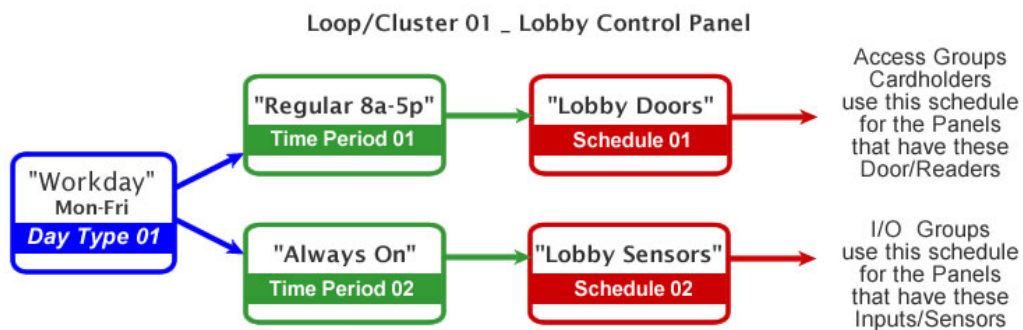 Loop/Cluster 01 _ Lobby Control Panel
"Workday"
Mon-Fri
Day Type 01
"Regular 8a-5p"
Time Period 01
"Lobby Doors"
Schedule 01
Access Groups
Cardholders
use this schedule
for the Panels
that have these
Door/Readers
"Always On"
Time Period 02
"Lobby Sensors"
Schedule 02
I/O Groups
use this schedule
for the Panels
that have these
Inputs/Sensors